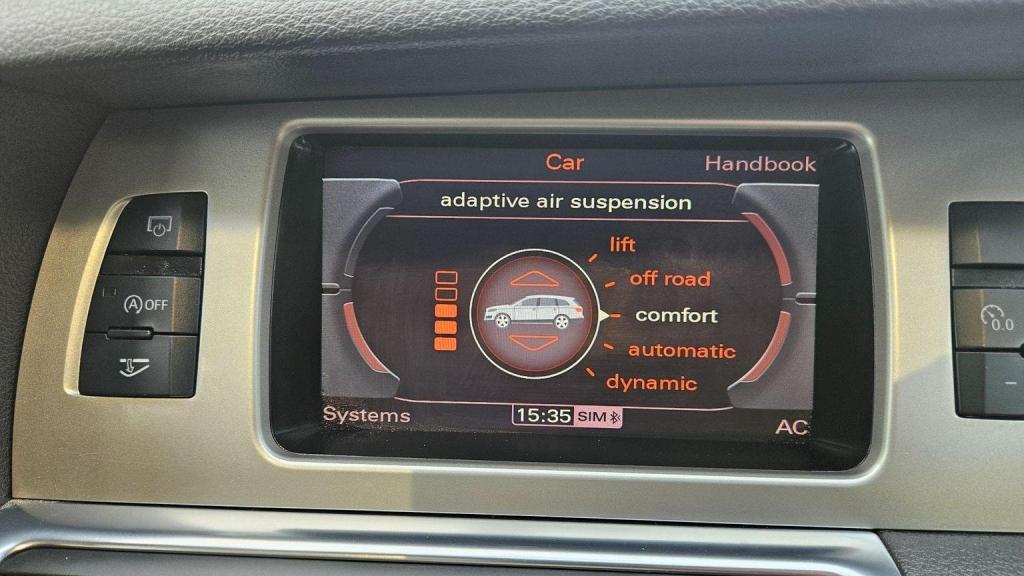 Car
Handbook
adaptive air suspension
lift
off road
comfort
automatic
dynamic
A OFF
0.0
Systems
15:35 SIM
AC